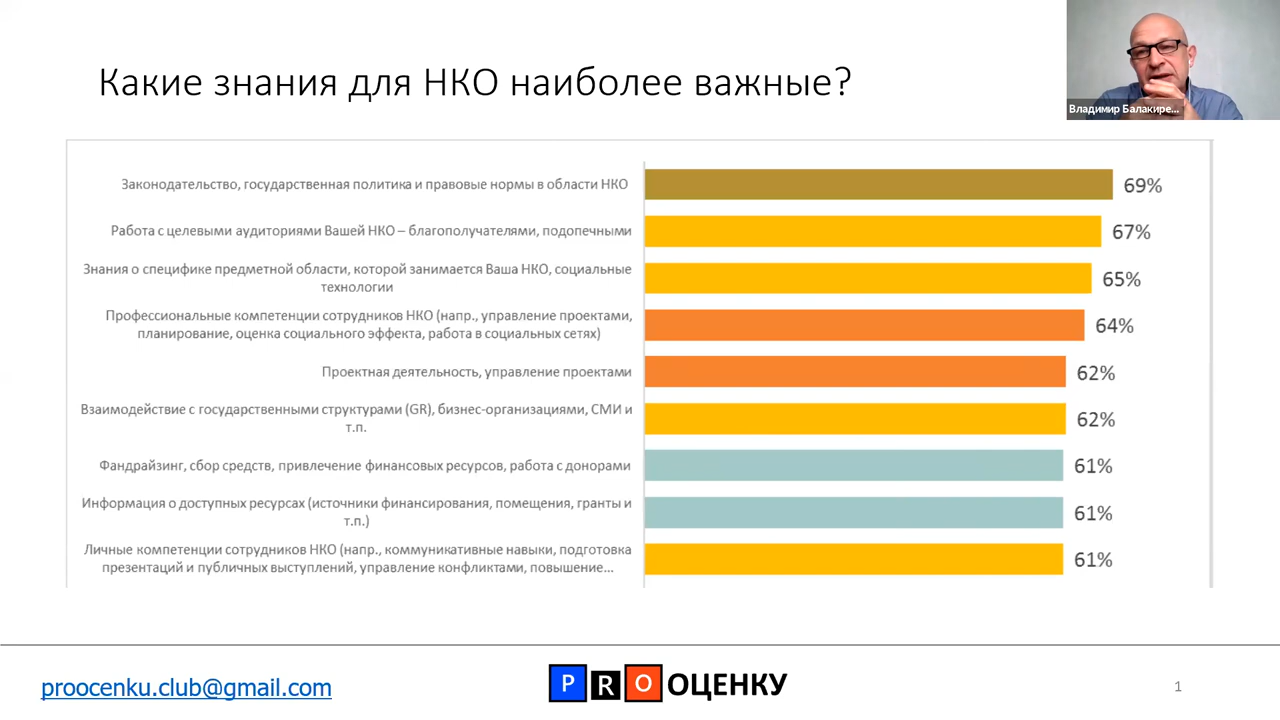 Какие знания для НКО наиболее важные?
Владимир Балакире...
Законодательство, государственная политика и правовые нормы в области НКО
69%
Работа с целевыми аудиториями Вашей НКО – благополучателями, подопечными
67%
Знания о специфике предметной области, которой занимается Ваша НКО, социальные
технологии
65%
Профессиональные компетенции сотрудников НКО (напр., управление проектами,
планирование, оценка социального эффекта, работа в социальных сетях)
64%
Проектная деятельность, управление проектами
62%
Взаимодействие с государственными структурами (GR), бизнес-организациями, СМИ и
т.п.
62%
Фандрайзинг, сбор средств, привлечение финансовых ресурсов, работа с донорами
61%
Информация о доступных ресурсах (источники финансирования, помещения, гранты и
т.п.)
61%
Личные компетенции сотрудников НКО (напр., коммуникативные навыки, подготовка
презентаций и публичных выступлений, управление конфликтами, повышение...
61%
proocenku.club@gmail.com
PRO ОЦЕНКУ
1